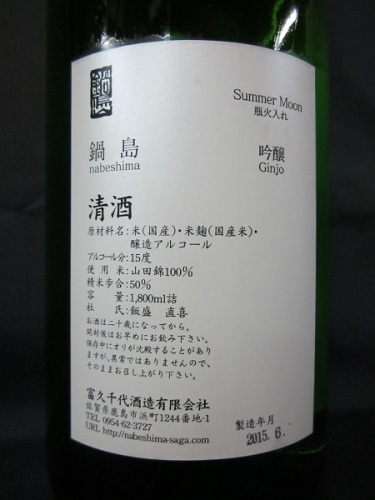 鍋島
Summer Moon
瓶火入れ
鍋島
nabeshima
吟醸
Ginjo
清酒
原材料名:米(国産)・米麹(国産米)・
醸造アルコール
アルコール分:15度
使用米:山田錦100%
精米歩合:50%
容量:1,800ml詰
杜氏:飯盛 直喜
お酒は二十歳になってから。
開封後はお早めにお飲み下さい。
保存中にオリが沈殿することがあり
ますが、異常ではありませんので、
そのままお召し上がり下さい。
富久千代酒造有限会社
佐賀県鹿島市浜町1244番地-1
TEL 0954-62-3727
URL http://nabeshima-saga.com/
製造年月
2015. 6.